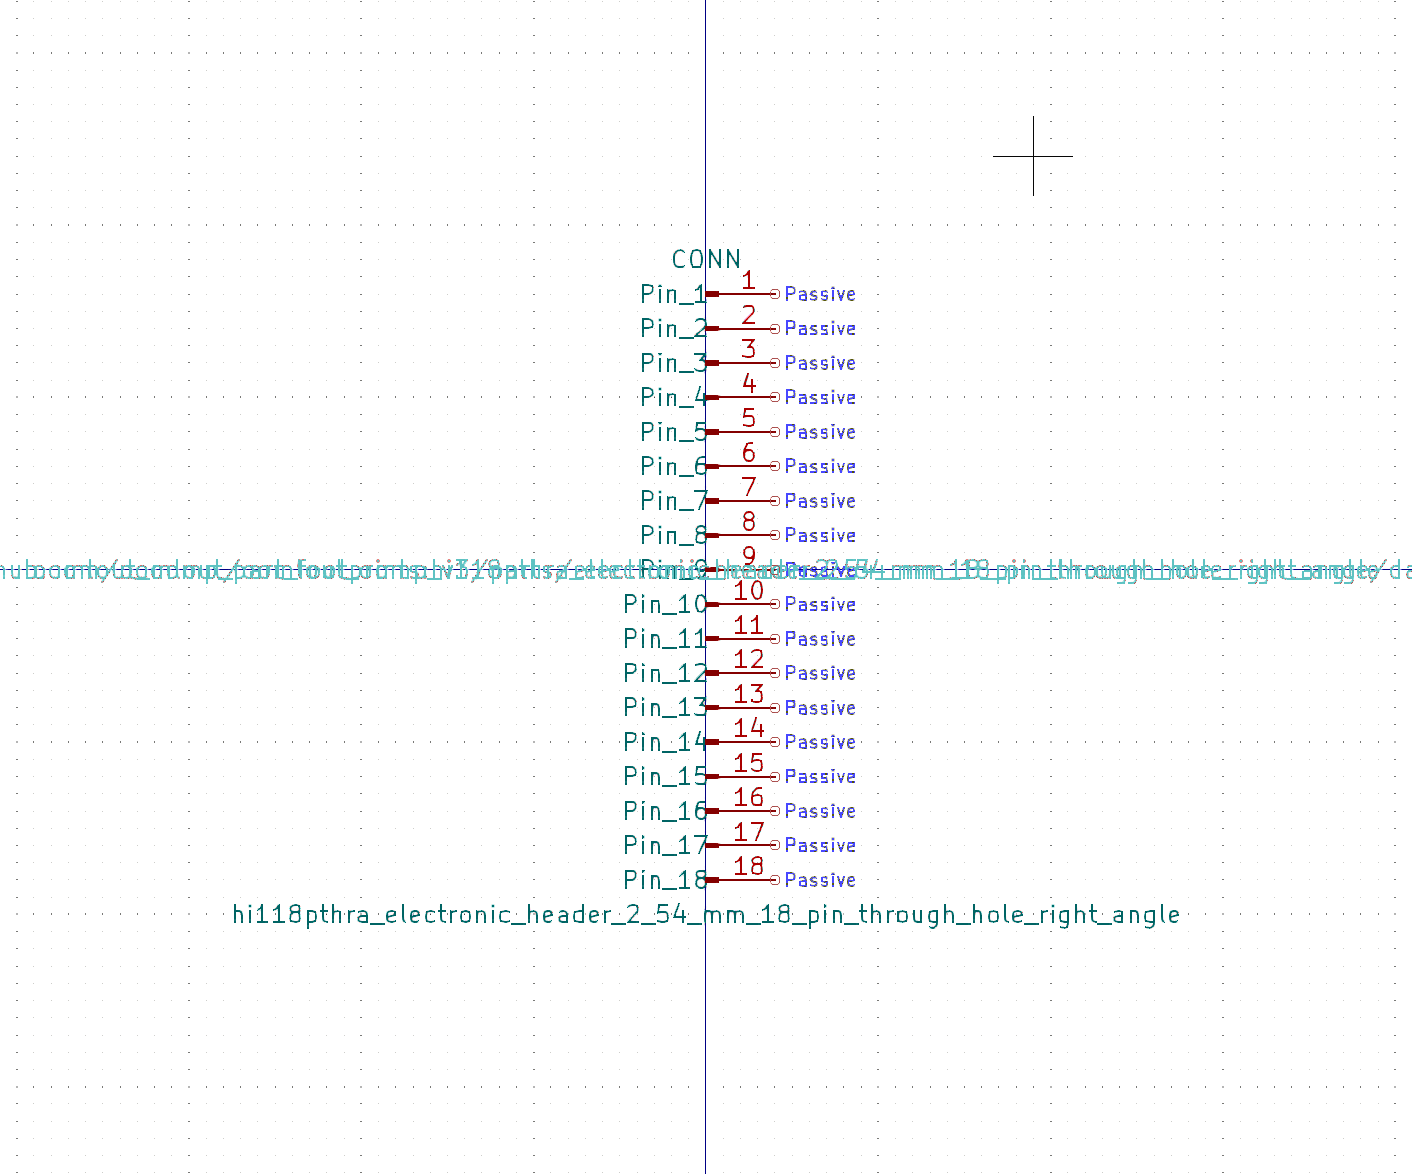 CONN
Pin_1 1 Passive
Pin_2 2 Passive
Pin_3 3 Passive
Pin_4 4 Passive
Pin_5 5 Passive
Pin_6 6 Passive
Pin_7 7 Passive
Pin_8 8 Passive
9 Passive
Pin_10 10 Passive
Pin_11 11 Passive
Pin_12 12 Passive
Pin_13 13 Passive
Pin_14 14 Passive
Pin_15 15 Passive
Pin_16 16 Passive
Pin_17 17 Passive
Pin_18 18 Passive
hi118pthra_electronic_header_2_54_mm_18_pin_through_hole_right_angle